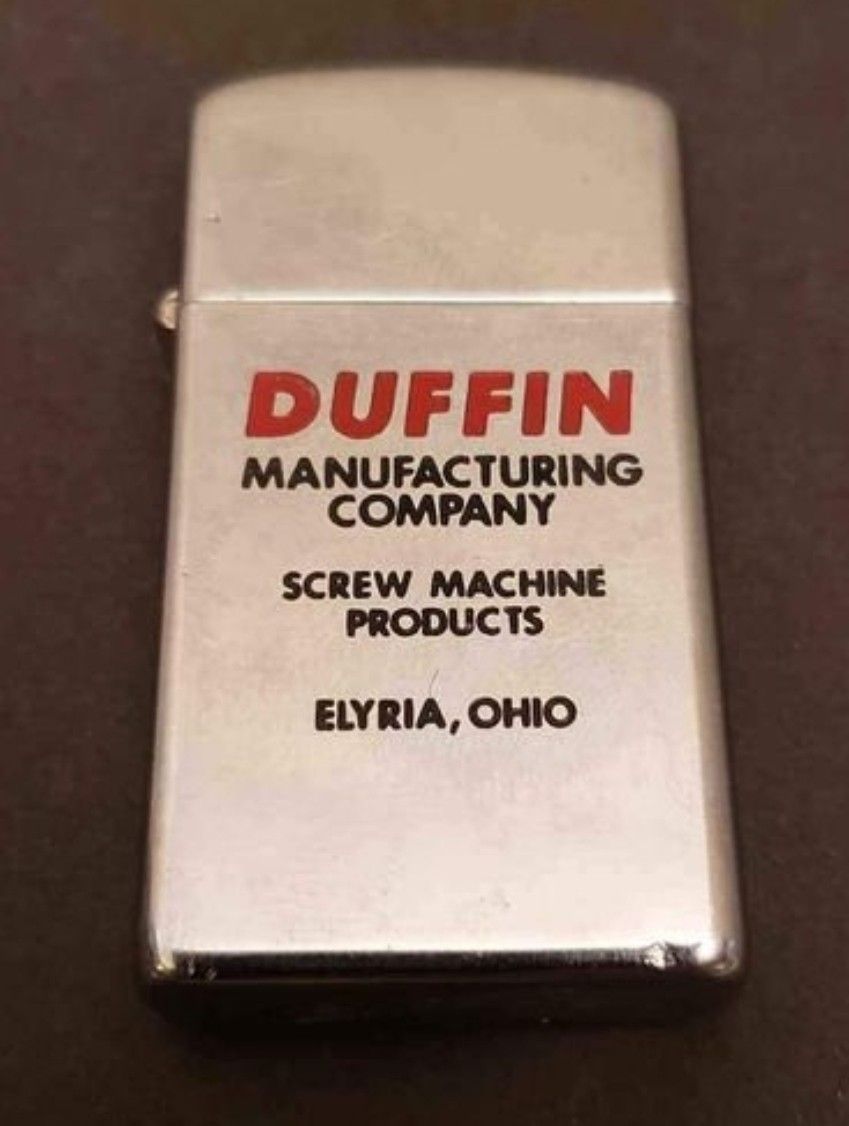 DUFFIN
MANUFACTURING
COMPANY
SCREW MACHINE
PRODUCTS
ELYRIA, OHIO